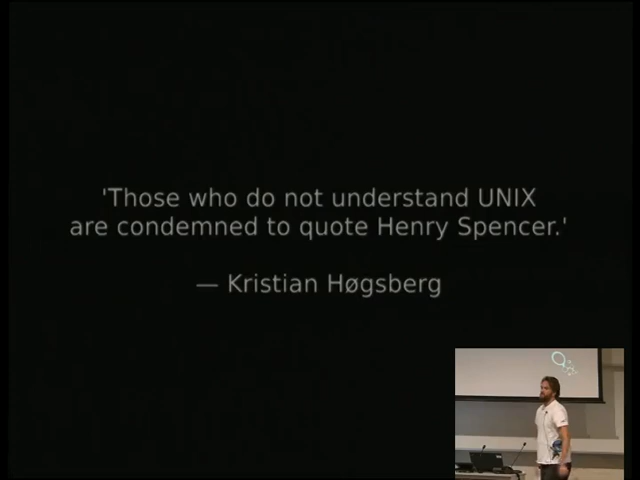 'Those who do not understand UNIX
are condemned to quote Henry Spencer.'
— Kristian Høgsberg